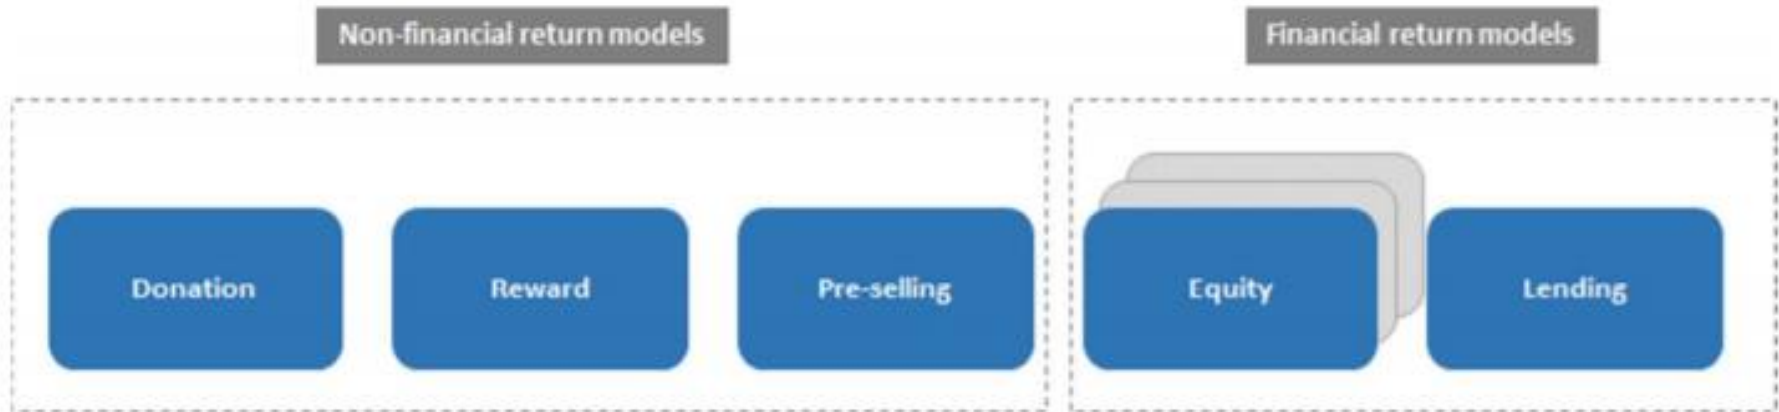 Non-financial return models
Financial return models
Donation
Reward
Pre-selling
Equity
Lending